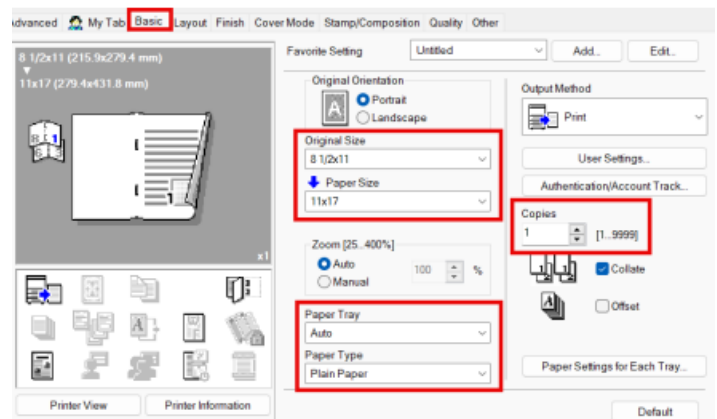 dvanced My Tab Basic Layout Finish Cover Mode Stamp/Composition Quality Other
8 1/2x11 (215.9x279.4 mm)
11x17 (279.4x431.8 mm)
x1
Printer View Printer Information
Favorite Setting Untitled Add... Edit...
Original Orientation
A
Portrait
Landscape
Original Size
8 1/2x11
Paper Size
11x17
Zoom [25..400%]
Auto
Manual
100 %
Paper Tray
Auto
Paper Type
Plain Paper
Output Method
Print
User Settings...
Authentication/Account Track...
Copies
1 [1..9999]
Collate
Offset
Paper Settings for Each Tray...
Default